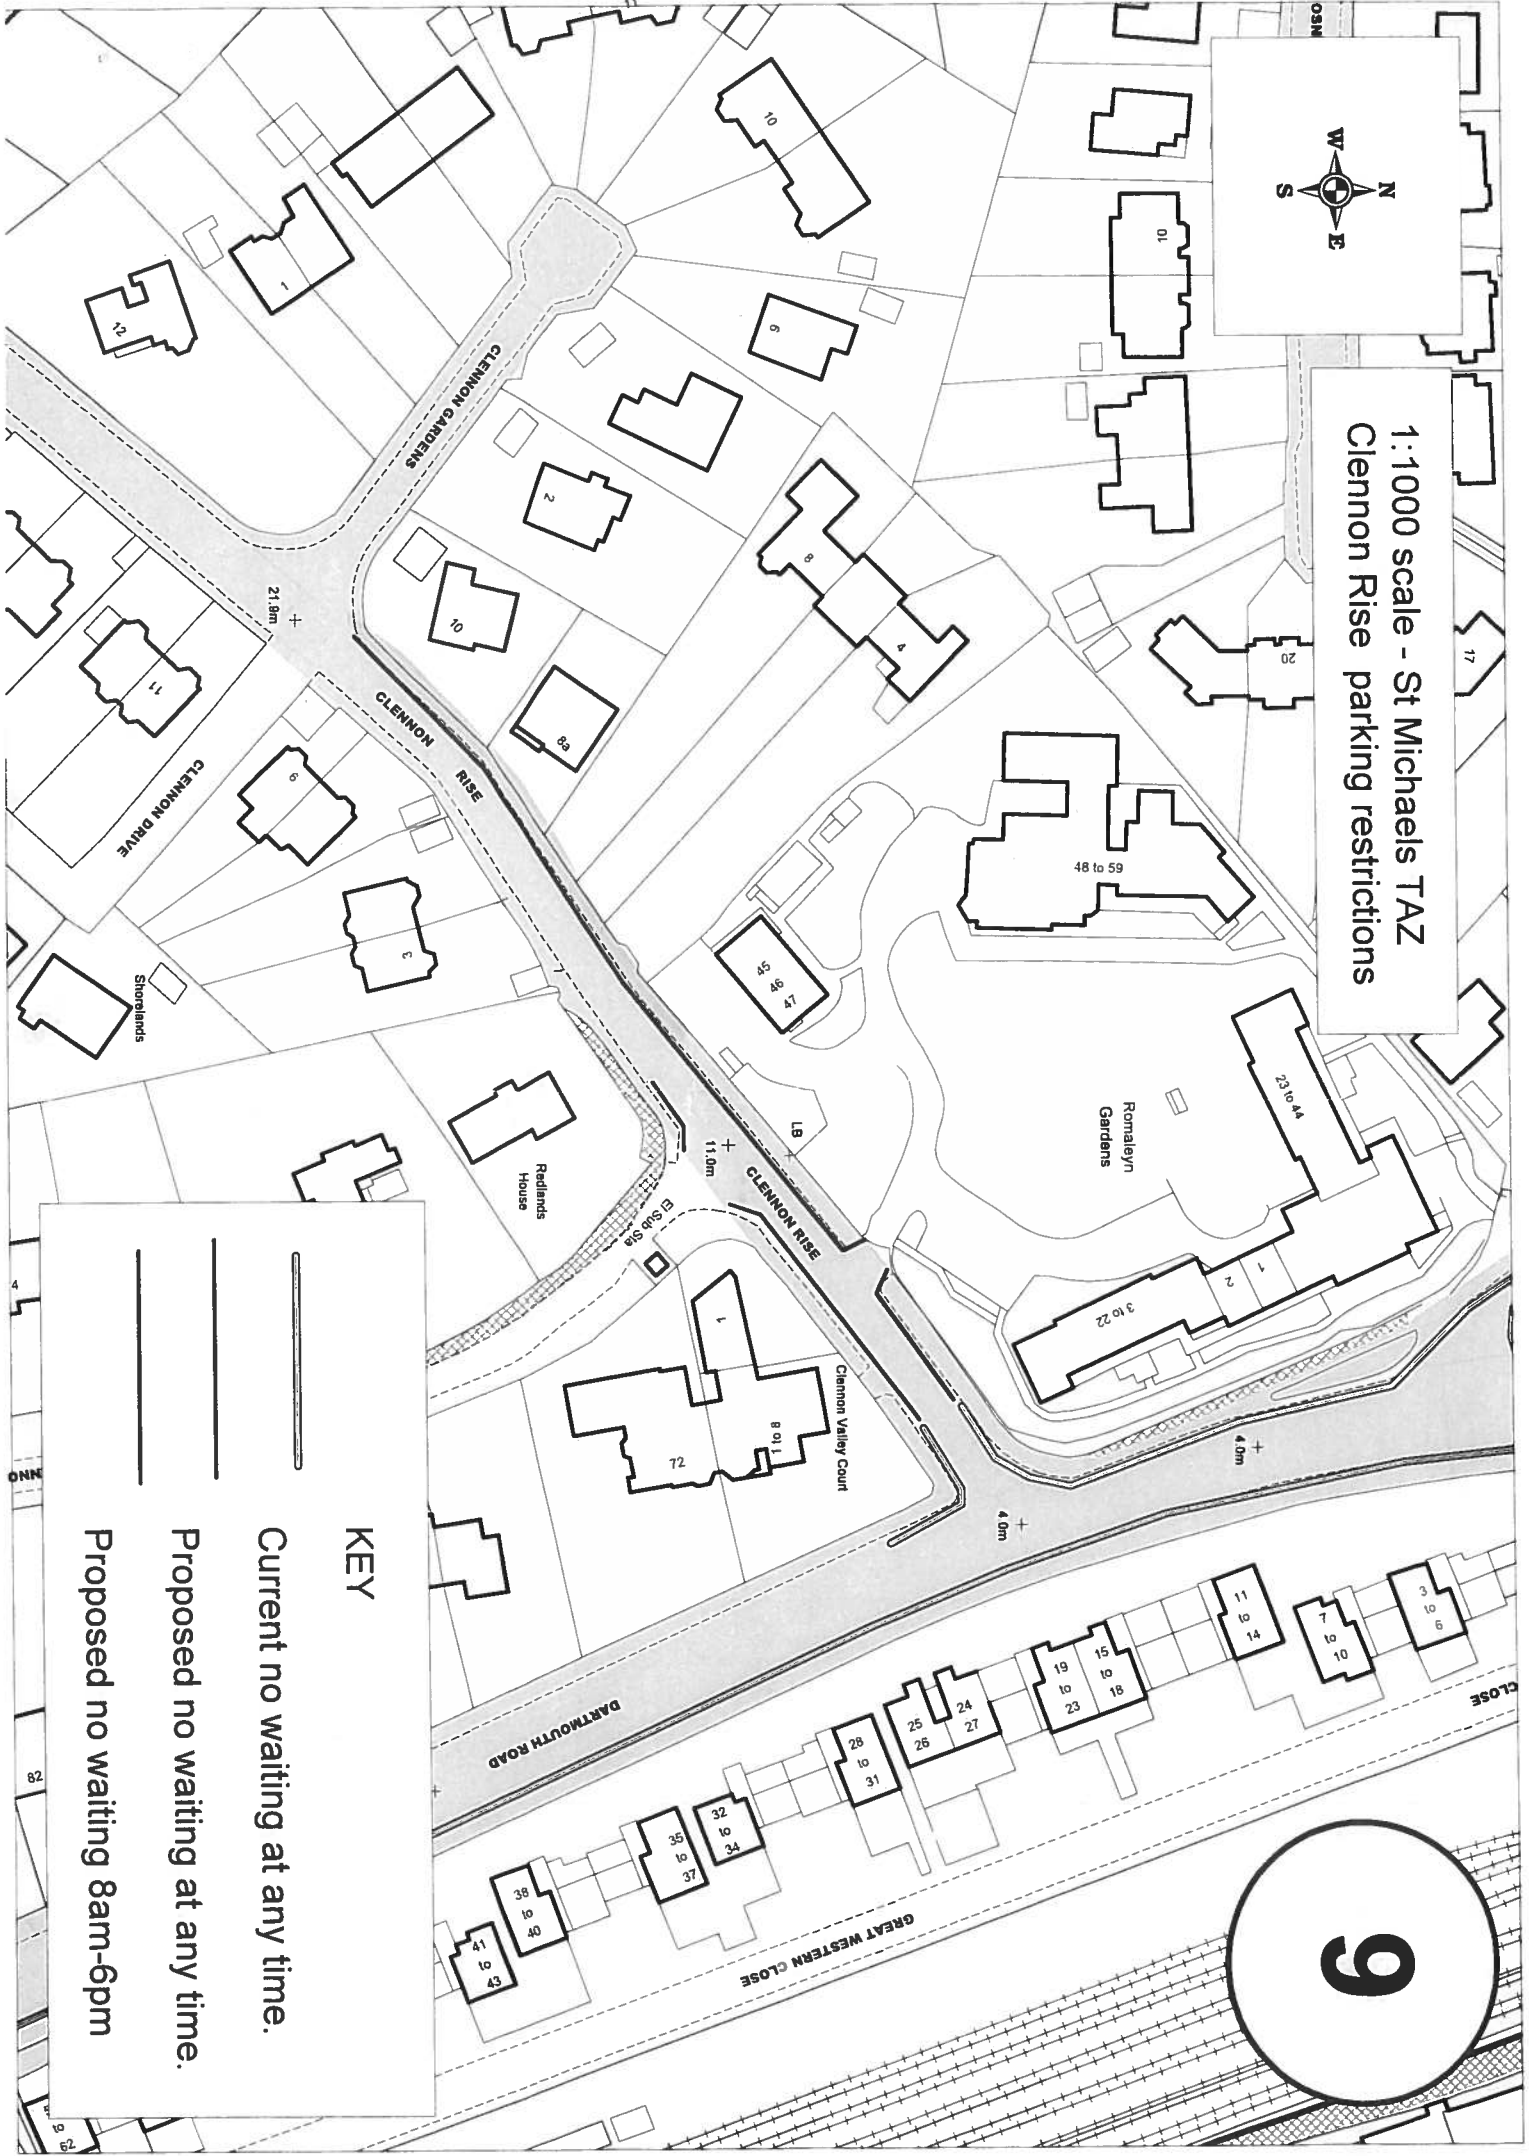 1:1000 scale - St Michaels TAZ
Clennon Rise parking restrictions
N
W
E
S
9
KEY
Current no waiting at any time.
Proposed no waiting at any time.
Proposed no waiting 8am-6pm
CLENNON GARDENS
CLENNON
RISE
CLENNON RISE
CLENNON DRIVE
DARTMOUTH ROAD
GREAT WESTERN CLOSE
CLOSE
Romaleyn
Gardens
Redlands
House
Shorelands
Clennon Valley Court
El Sub Sta
LB
21.9m
11.0m
4.0m
4.0m
10
10
12
1
6
2
10
8a
8
4
20
17
11
9
3
48 to 59
45
46
47
23 to 44
1
2
3 to 22
1
1 to 8
72
3
to
6
7
to
10
11
to
14
15
to
18
19
to
23
24
27
25
26
28
to
31
32
to
34
35
to
37
38
to
40
41
to
43
4
82
to
62